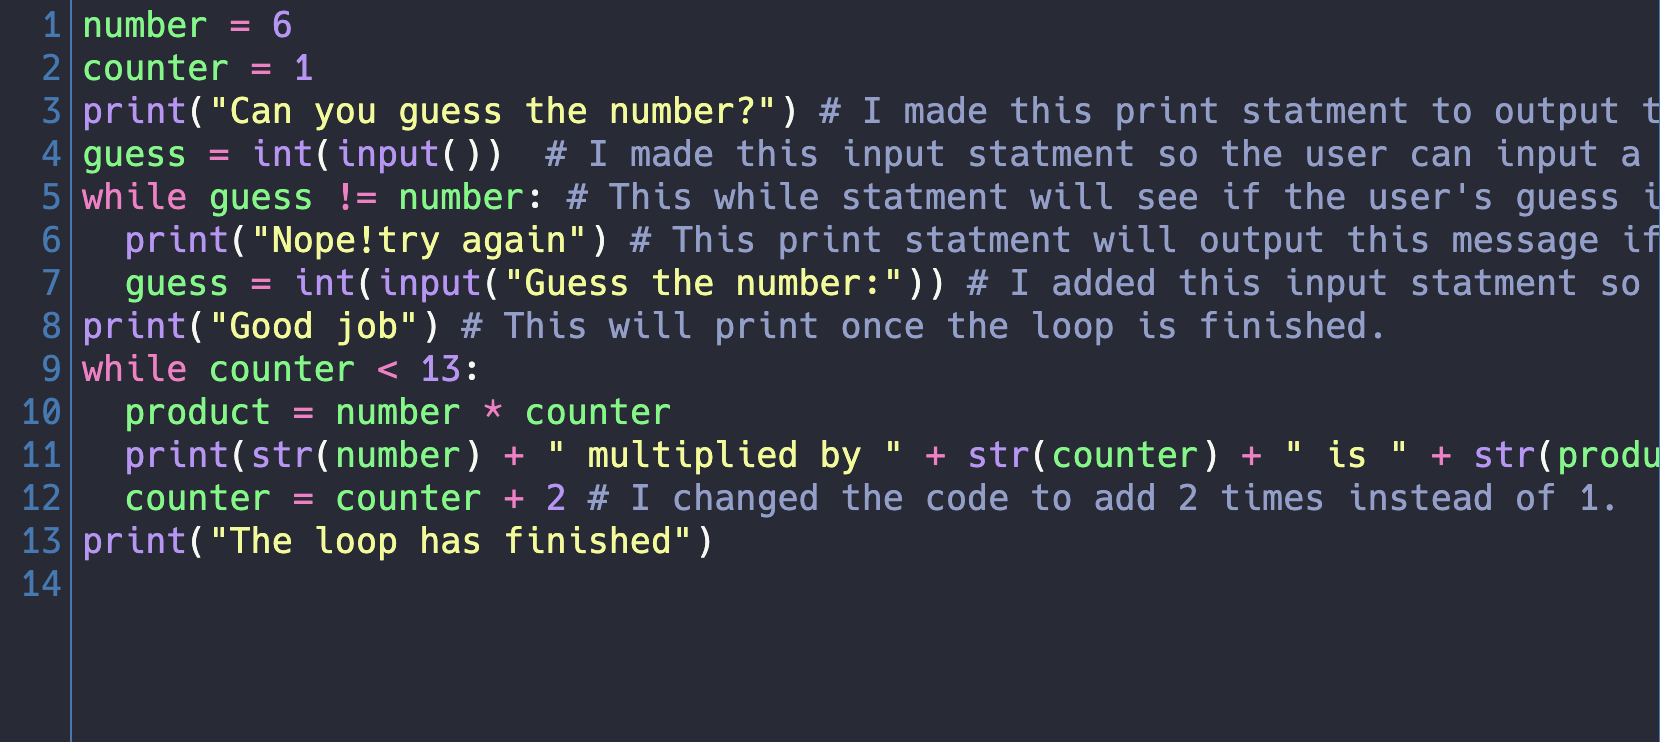 1 number = 6
2 counter = 1
3 print("Can you guess the number?") # I made this print statment to output
4 guess = int(input())  # I made this input statment so the user can input a
5 while guess != number: # This while statment will see if the user's guess
6   print("Nope!try again") # This print statment will output this message if
7   guess = int(input("Guess the number:")) # I added this input statment so
8 print("Good job") # This will print once the loop is finished.
9 while counter < 13:
10   product = number * counter
11   print(str(number) + " multiplied by " + str(counter) + " is " + str(produ
12   counter = counter + 2 # I changed the code to add 2 times instead of 1.
13 print("The loop has finished")
14